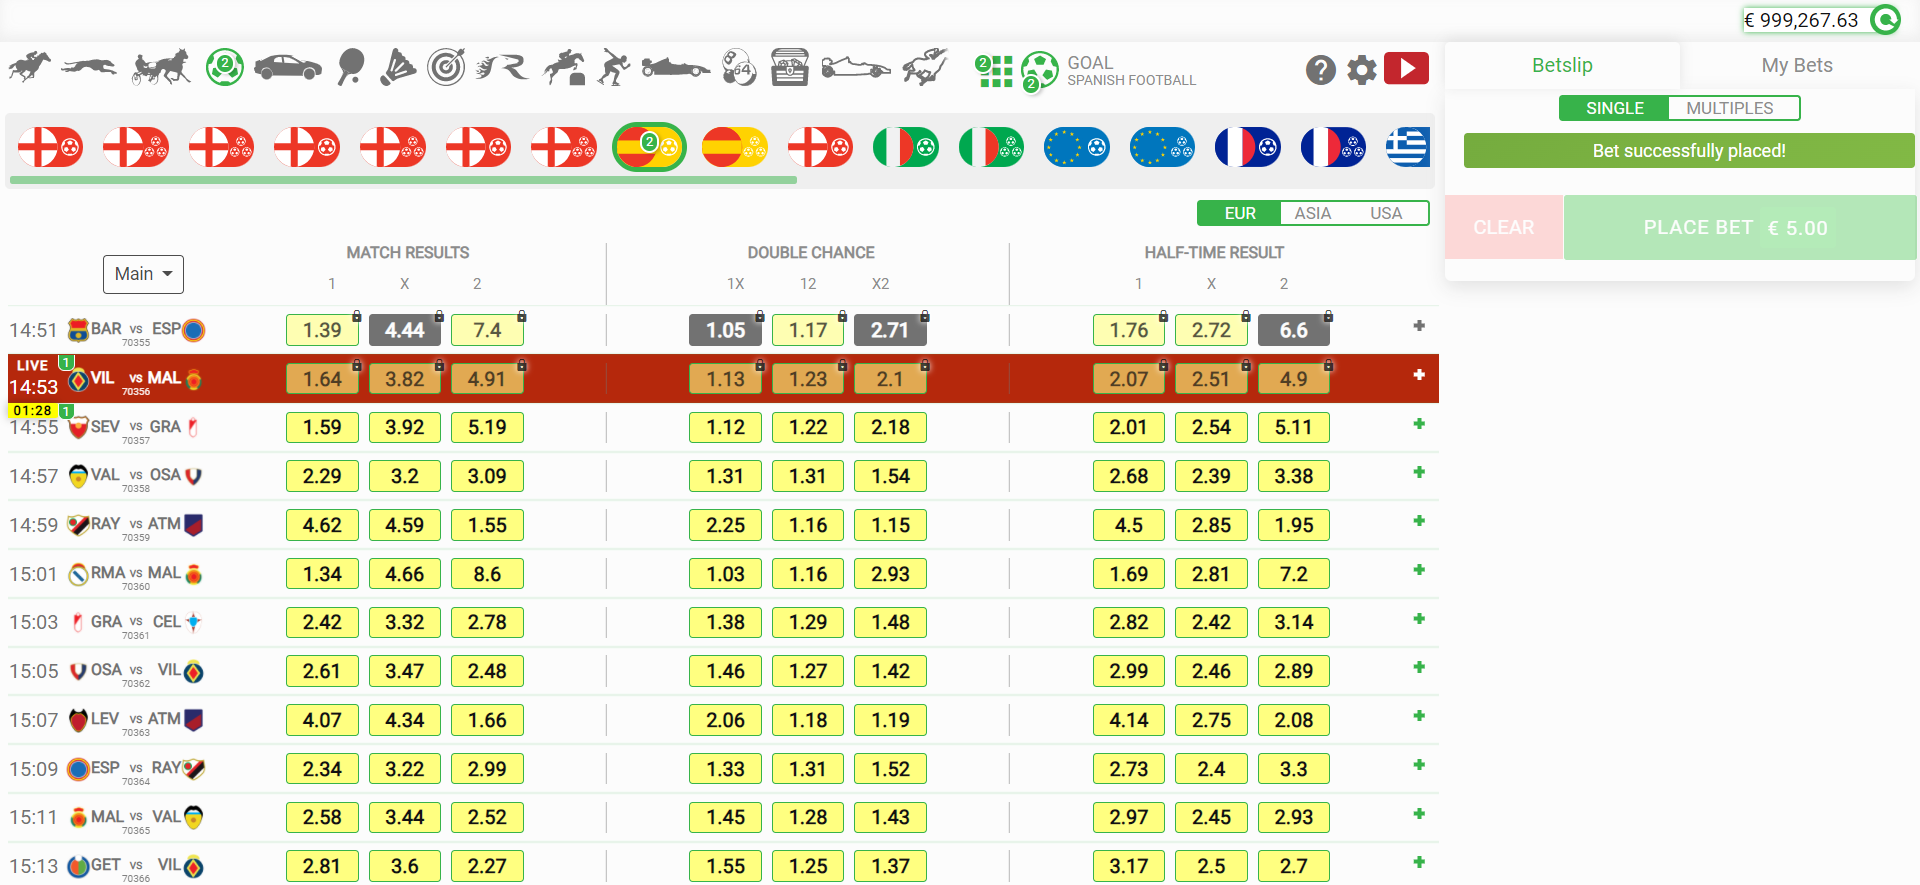 € 999,267.63
2
64
2
2
GOAL
SPANISH FOOTBALL
?
Betslip
My Bets
SINGLE
MULTIPLES
Bet successfully placed!
CLEAR
PLACE BET € 5.00
2
EUR
ASIA
USA
Main
MATCH RESULTS
DOUBLE CHANCE
HALF-TIME RESULT
1 X 2
1X 12 X2
1 X 2
14:51 BAR vs ESP 1.39 4.44 7.4 1.05 1.17 2.71 1.76 2.72 6.6 +
70355
LIVE 1
14:53 VIL vs MAL 1.64 3.82 4.91 1.13 1.23 2.1 2.07 2.51 4.9 +
70356
01:28 1
14:55 SEV vs GRA 1.59 3.92 5.19 1.12 1.22 2.18 2.01 2.54 5.11 +
70357
14:57 VAL vs OSA 2.29 3.2 3.09 1.31 1.31 1.54 2.68 2.39 3.38 +
70358
14:59 RAY vs ATM 4.62 4.59 1.55 2.25 1.16 1.15 4.5 2.85 1.95 +
70359
15:01 RMA vs MAL 1.34 4.66 8.6 1.03 1.16 2.93 1.69 2.81 7.2 +
70360
15:03 GRA vs CEL 2.42 3.32 2.78 1.38 1.29 1.48 2.82 2.42 3.14 +
70361
15:05 OSA vs VIL 2.61 3.47 2.48 1.46 1.27 1.42 2.99 2.46 2.89 +
70362
15:07 LEV vs ATM 4.07 4.34 1.66 2.06 1.18 1.19 4.14 2.75 2.08 +
70363
15:09 ESP vs RAY 2.34 3.22 2.99 1.33 1.31 1.52 2.73 2.4 3.3 +
70364
15:11 MAL vs VAL 2.58 3.44 2.52 1.45 1.28 1.43 2.97 2.45 2.93 +
70365
15:13 GET vs VIL 2.81 3.6 2.27 1.55 1.25 1.37 3.17 2.5 2.7 +
70366